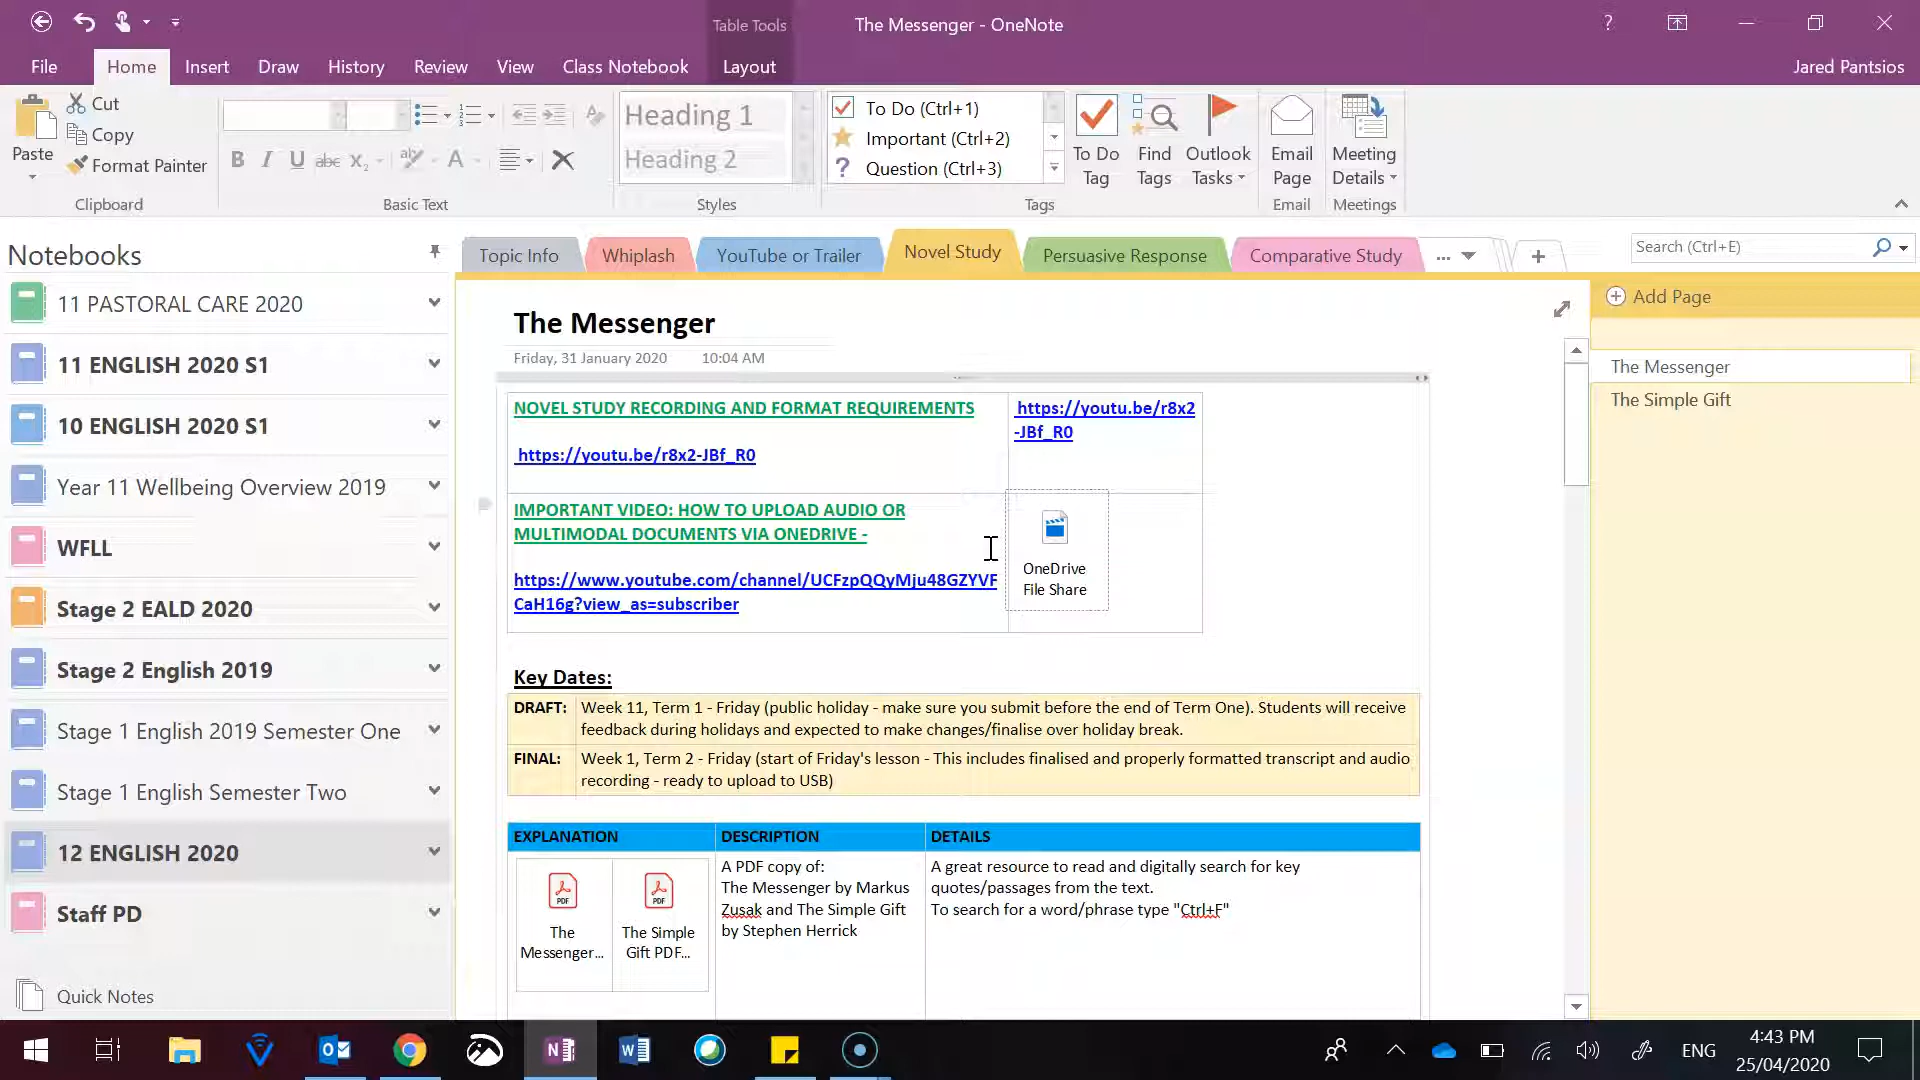 Table Tools
The Messenger - OneNote
?
File
Home
Insert
Draw
History
Review
View
Class Notebook
Layout
Jared Pantsios
Paste
Cut
Copy
Format Painter
Clipboard
B I U abc X₂ A
Basic Text
Heading 1
Heading 2
Styles
To Do (Ctrl+1)
Important (Ctrl+2)
? Question (Ctrl+3)
To Do Tag
Find Tags
Outlook Tasks
Tags
Email Page
Email
Meeting Details
Meetings
Notebooks
11 PASTORAL CARE 2020
11 ENGLISH 2020 S1
10 ENGLISH 2020 S1
Year 11 Wellbeing Overview 2019
WFLL
Stage 2 EALD 2020
Stage 2 English 2019
Stage 1 English 2019 Semester One
Stage 1 English Semester Two
12 ENGLISH 2020
Staff PD
Quick Notes
Topic Info
Whiplash
YouTube or Trailer
Novel Study
Persuasive Response
Comparative Study
...
Search (Ctrl+E)
Add Page
The Messenger
The Simple Gift
The Messenger
Friday, 31 January 2020 10:04 AM
NOVEL STUDY RECORDING AND FORMAT REQUIREMENTS
https://youtu.be/r8x2-JBf_R0
https://youtu.be/r8x2
-JBf_R0
IMPORTANT VIDEO: HOW TO UPLOAD AUDIO OR
MULTIMODAL DOCUMENTS VIA ONEDRIVE -
https://www.youtube.com/channel/UCFzpQQyMju48GZYVF
CaH16g?view_as=subscriber
OneDrive
File Share
Key Dates:
DRAFT: Week 11, Term 1 - Friday (public holiday - make sure you submit before the end of Term One). Students will receive
feedback during holidays and expected to make changes/finalise over holiday break.
FINAL: Week 1, Term 2 - Friday (start of Friday's lesson - This includes finalised and properly formatted transcript and audio
recording - ready to upload to USB)
EXPLANATION
DESCRIPTION
DETAILS
PDF
The
Messenger...
PDF
The Simple
Gift PDF...
A PDF copy of:
The Messenger by Markus
Zusak and The Simple Gift
by Stephen Herrick
A great resource to read and digitally search for key
quotes/passages from the text.
To search for a word/phrase type "Ctrl+F"
ENG
4:43 PM
25/04/2020